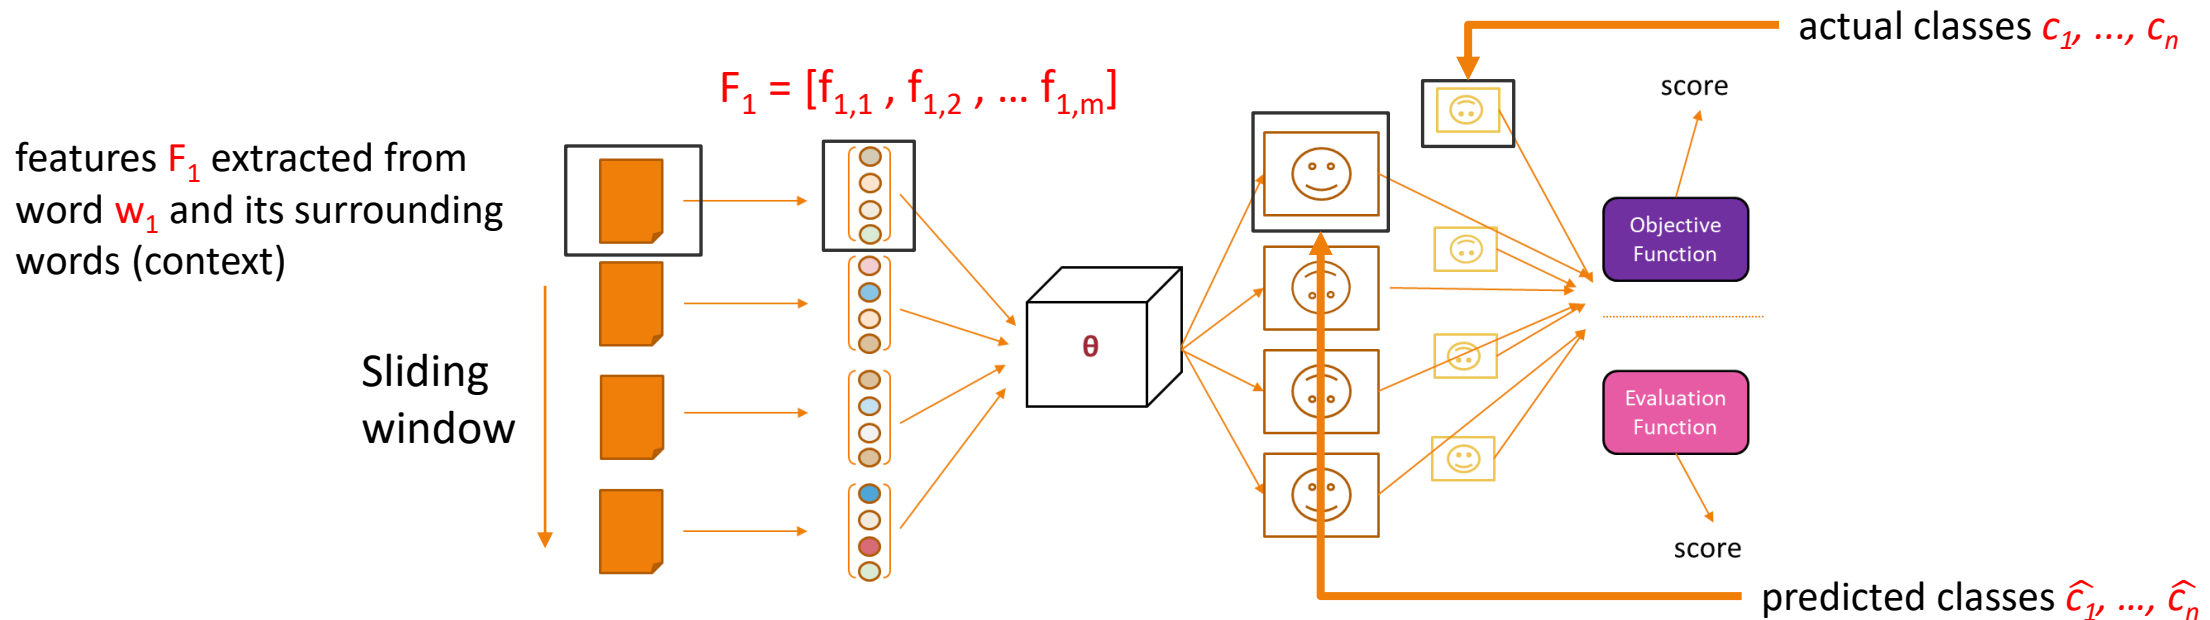 actual classes c₁, ..., cₙ
score
F₁ = [f₁,₁ , f₁,₂ , … f₁,ₘ]
features F₁ extracted from
word w₁ and its surrounding
words (context)
Objective
Function
θ
Sliding
window
Evaluation
Function
score
predicted classes ĉ₁, …, ĉₙ